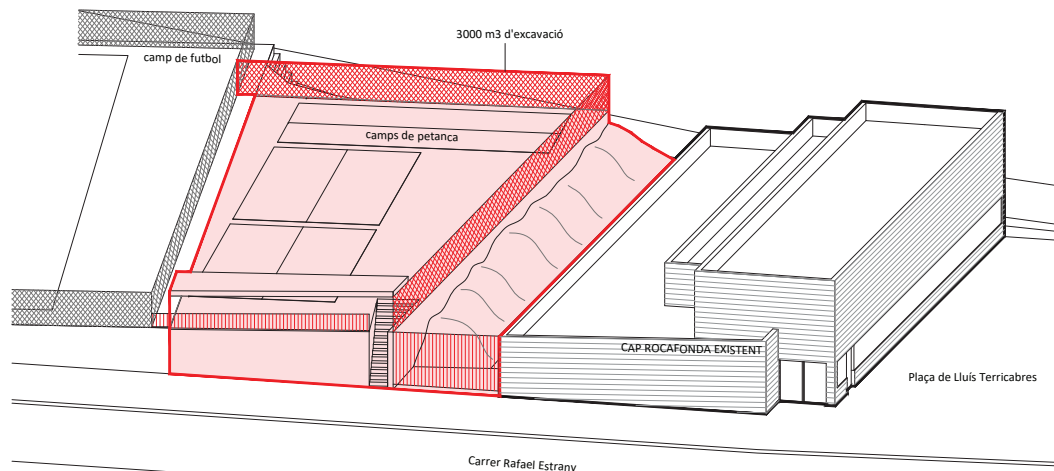 3000 m3 d'excavació
camp de futbol
camps de petanca
CAP ROCAFONDA EXISTENT
Plaça de Lluís Terricabres
Carrer Rafael Estrany